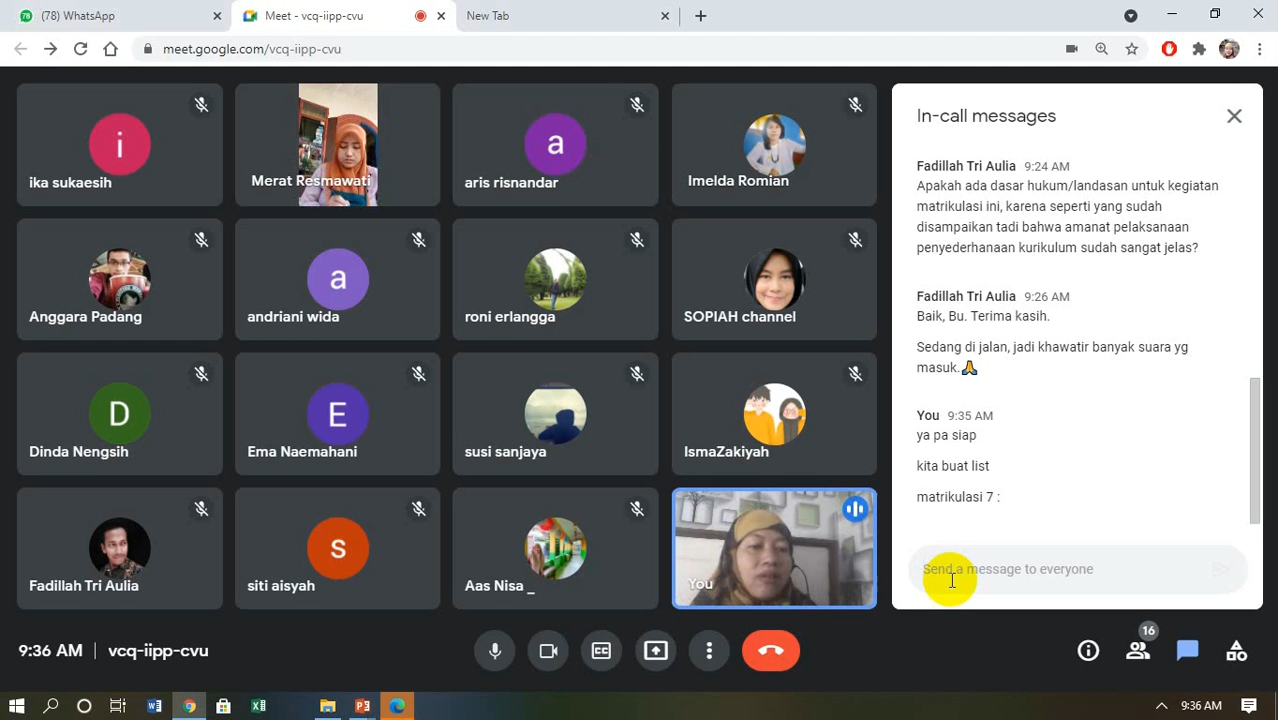 (78) WhatsApp
Meet - vcq-iipp-cvu
New Tab
meet.google.com/vcq-iipp-cvu
i
ika sukaesih
Merat Resmawati
a
aris risnandar
Imelda Romian
Anggara Padang
a
andriani wida
roni erlangga
SOPIAH channel
D
Dinda Nengsih
E
Ema Naemahani
susi sanjaya
IsmaZakiyah
Fadillah Tri Aulia
s
siti aisyah
Aas Nisa _
You
In-call messages
Fadillah Tri Aulia 9:24 AM
Apakah ada dasar hukum/landasan untuk kegiatan
matrikulasi ini, karena seperti yang sudah
disampaikan tadi bahwa amanat pelaksanaan
penyederhanaan kurikulum sudah sangat jelas?
Fadillah Tri Aulia 9:26 AM
Baik, Bu. Terima kasih.
Sedang di jalan, jadi khawatir banyak suara yg
masuk.🙏
You 9:35 AM
ya pa siap
kita buat list
matrikulasi 7 :
Send a message to everyone
9:36 AM | vcq-iipp-cvu
CC
16
9:36 AM